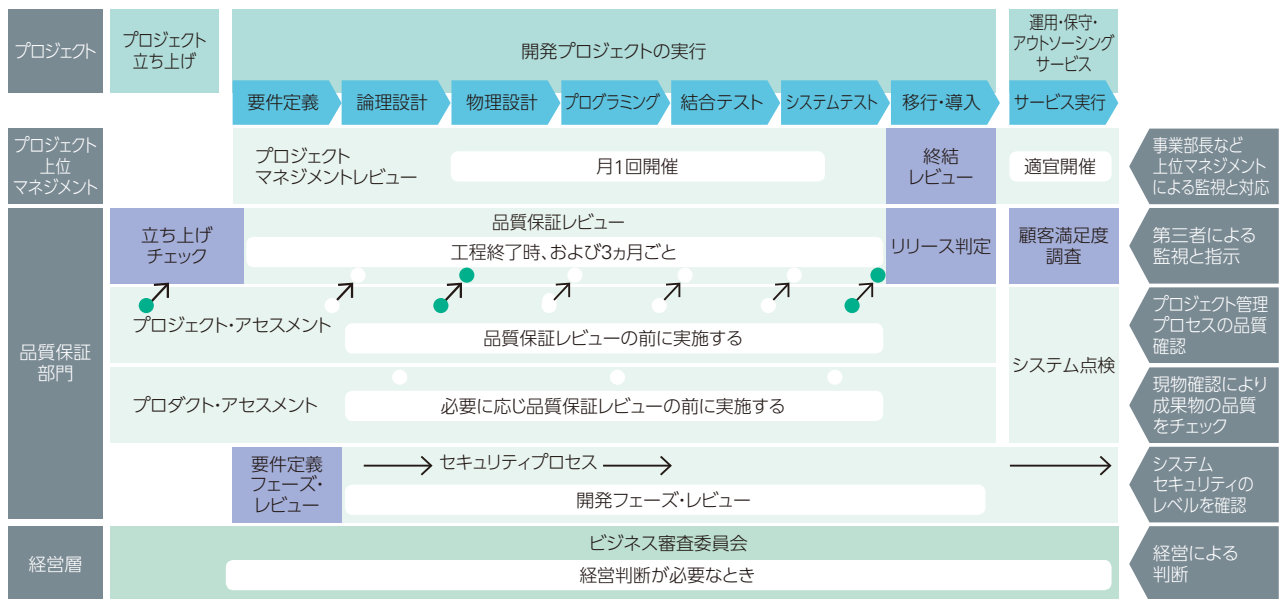 プロジェクト
プロジェクト
立ち上げ
開発プロジェクトの実行
運用・保守・
アウトソーシング
サービス
要件定義
論理設計
物理設計
プログラミング
結合テスト
システムテスト
移行・導入
サービス実行
プロジェクト
上位
マネジメント
プロジェクト
マネジメントレビュー
月1回開催
終結
レビュー
適宜開催
事業部長など
上位マネジメント
による監視と対応
品質保証
部門
立ち上げ
チェック
品質保証レビュー
工程終了時、および3ヵ月ごと
リリース判定
顧客満足度
調査
第三者による
監視と指示
プロジェクト・アセスメント
品質保証レビューの前に実施する
システム点検
プロジェクト管理
プロセスの品質
確認
プロダクト・アセスメント
必要に応じ品質保証レビューの前に実施する
現物確認により
成果物の品質
をチェック
要件定義
フェーズ・
レビュー
セキュリティプロセス
開発フェーズ・レビュー
システム
セキュリティの
レベルを確認
経営層
ビジネス審査委員会
経営判断が必要なとき
経営による
判断